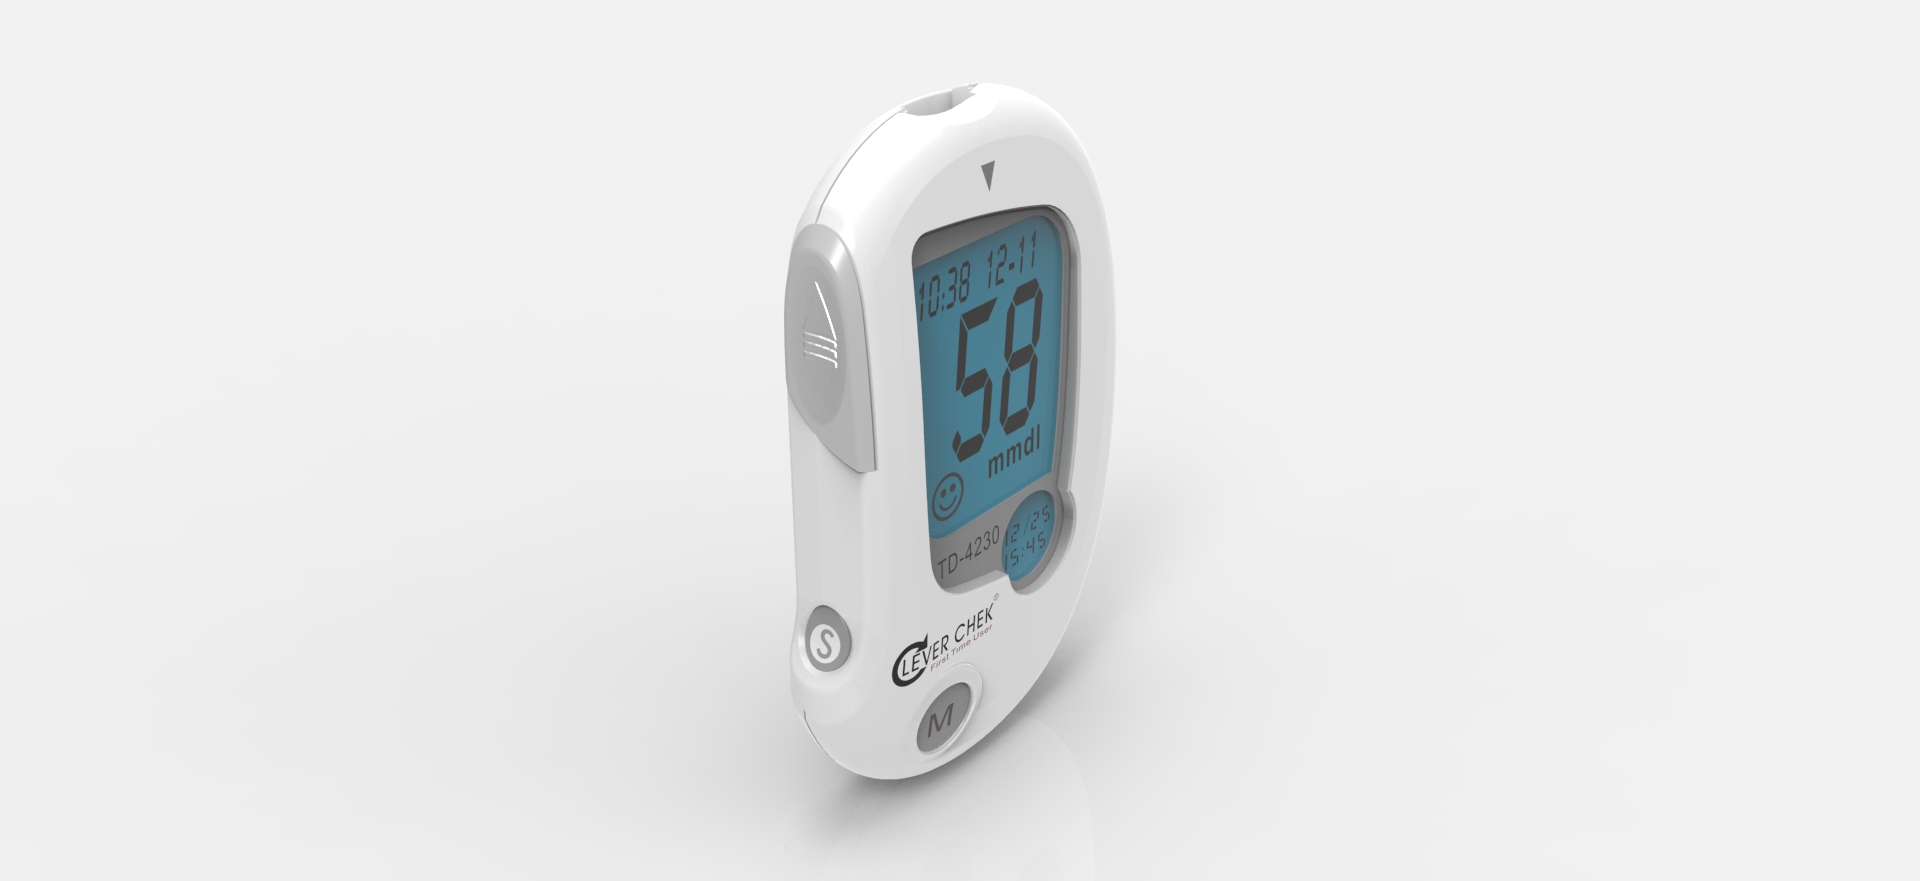 10:38 12-11
58
mmdl
TD-4230
12/25
15:45
CLEVER CHEK®
First Time User
S
M